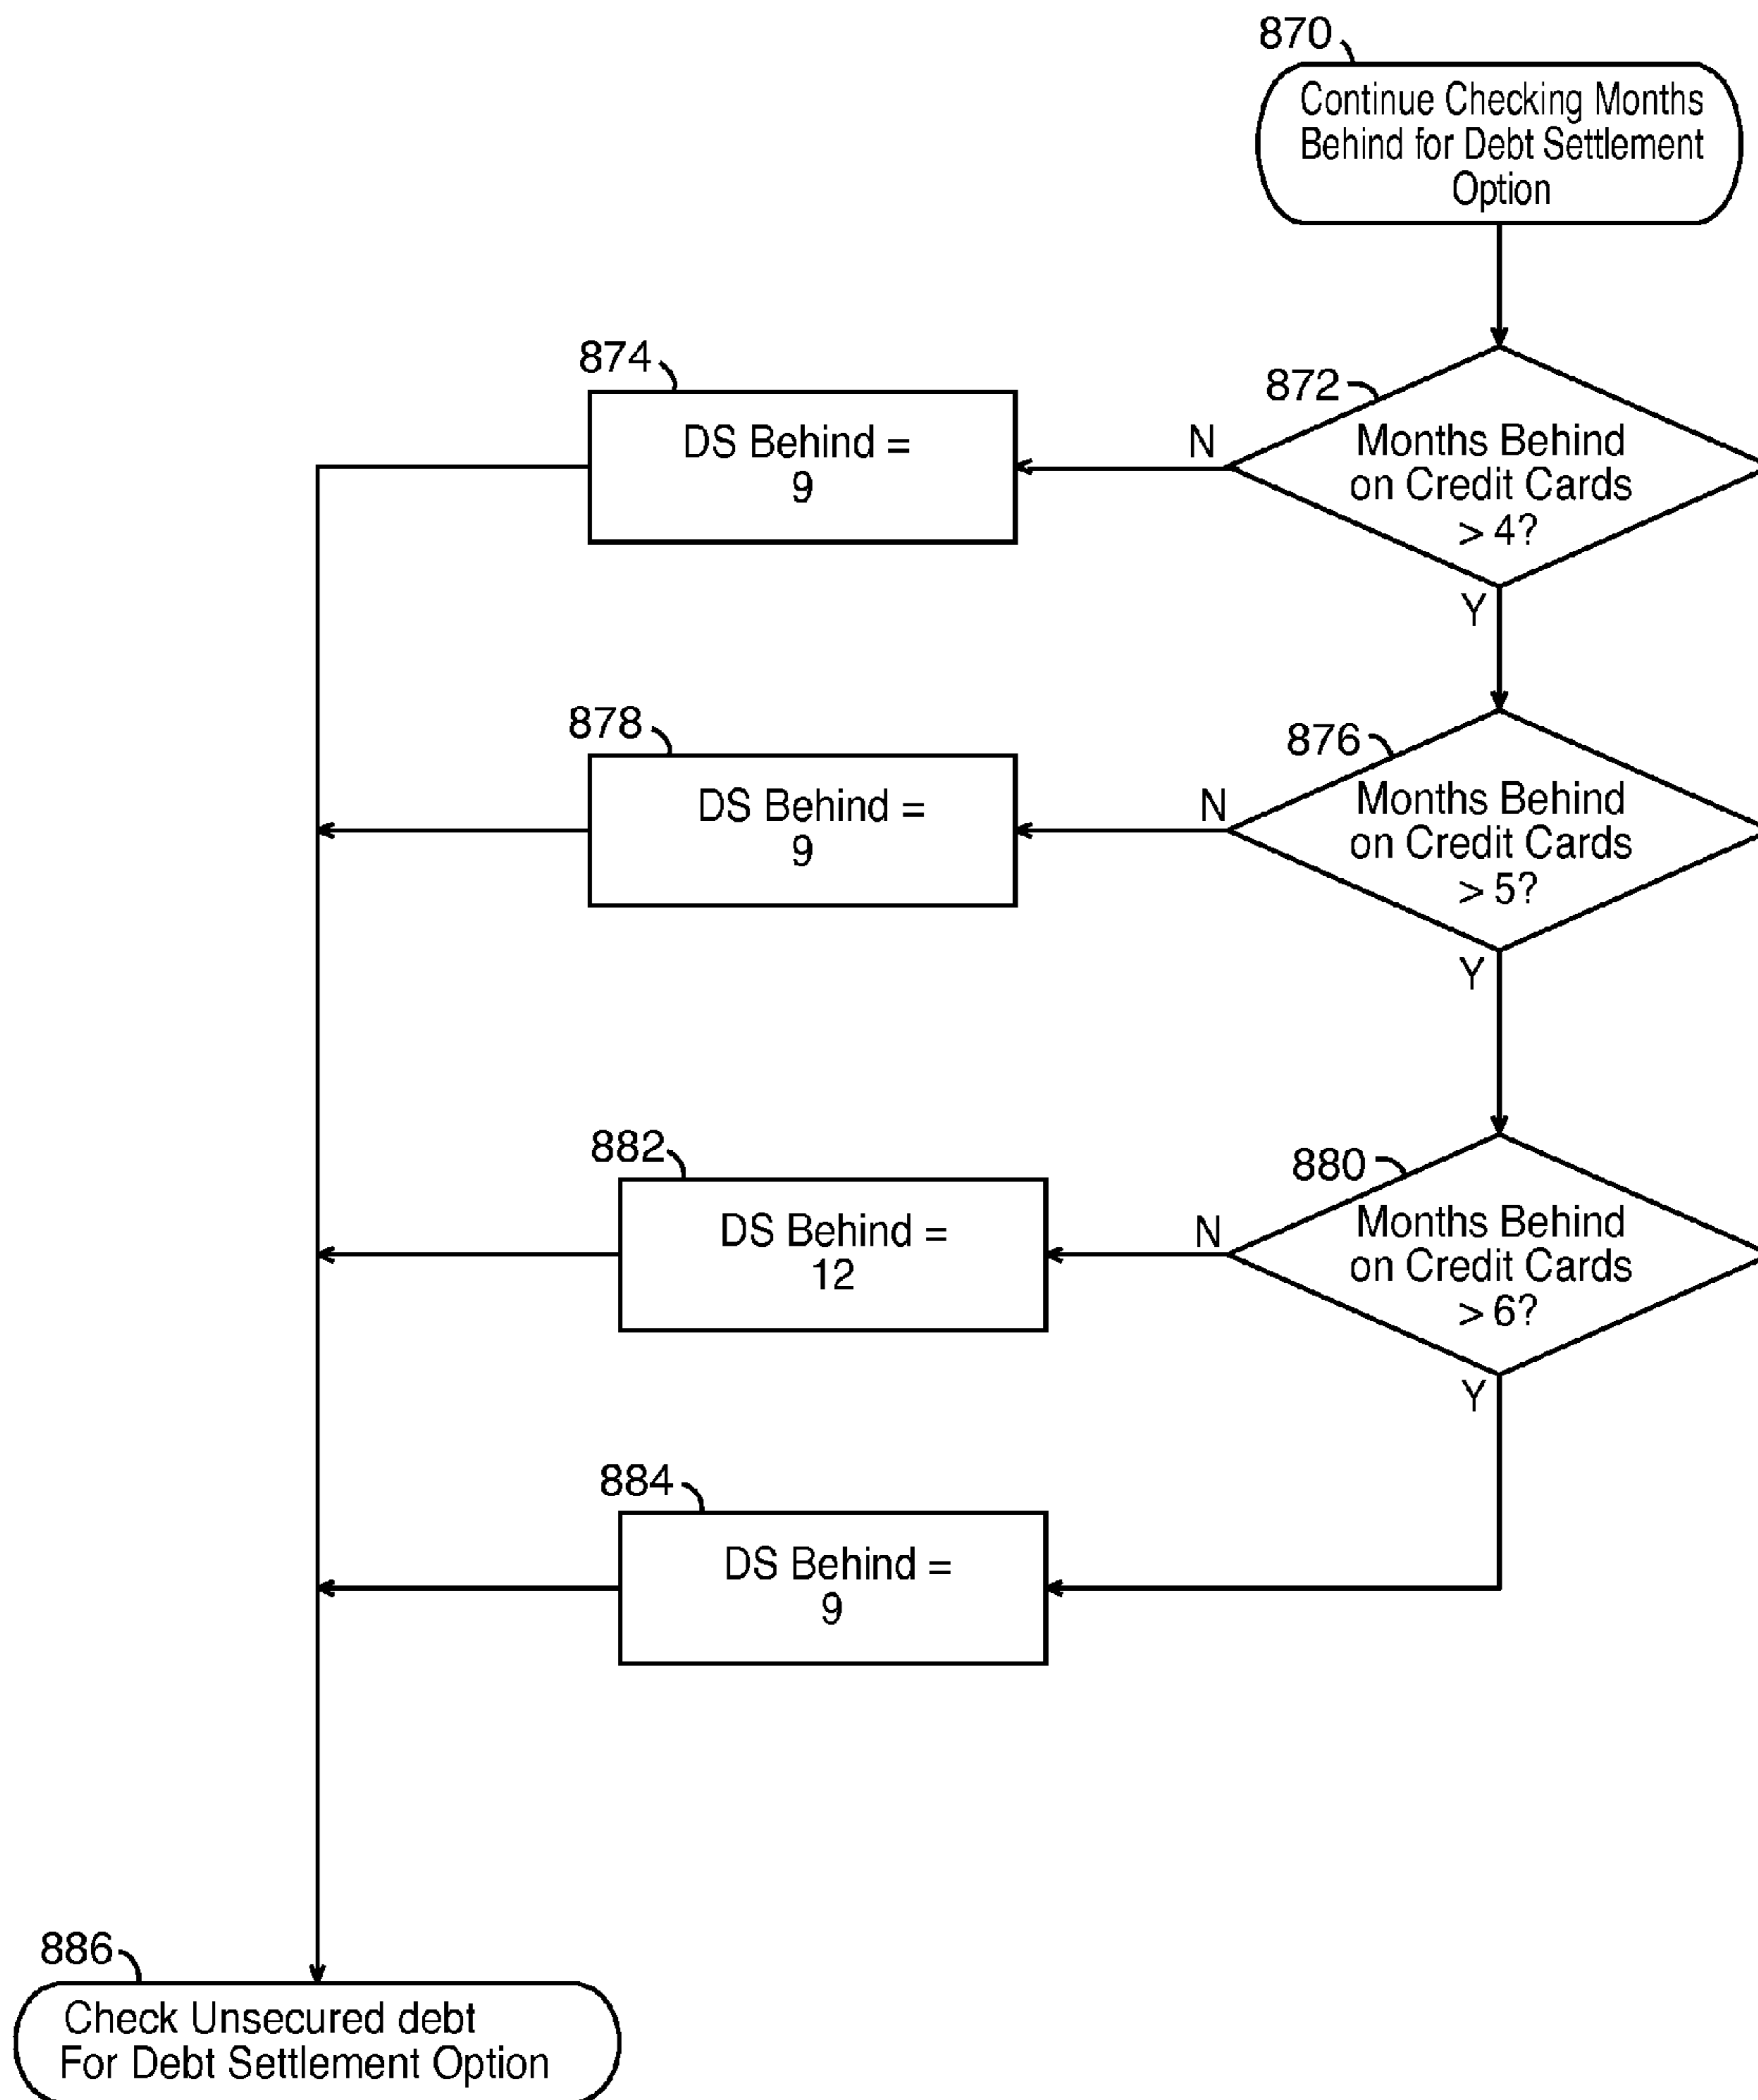 870
Continue Checking Months
Behind for Debt Settlement
Option
874
DS Behind =
9
N
872
Months Behind
on Credit Cards
> 4?
Y
878
DS Behind =
9
N
876
Months Behind
on Credit Cards
> 5?
Y
882
DS Behind =
12
N
880
Months Behind
on Credit Cards
> 6?
Y
884
DS Behind =
9
886
Check Unsecured debt
For Debt Settlement Option